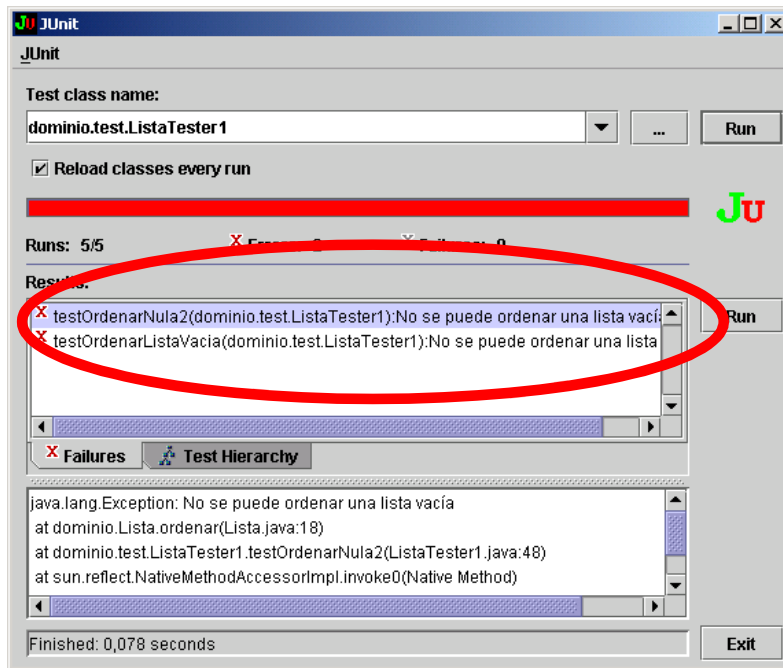 JU JUnit
JUnit
Test class name:
dominio.test.ListaTester1
...
Run
Reload classes every run
JU
Runs: 5/5
Results:
testOrdenarNula2(dominio.test.ListaTester1):No se puede ordenar una lista vacía
Run
testOrdenarListaVacia(dominio.test.ListaTester1):No se puede ordenar una lista
X Failures
Test Hierarchy
java.lang.Exception: No se puede ordenar una lista vacía
at dominio.Lista.ordenar(Lista.java:18)
at dominio.test.ListaTester1.testOrdenarNula2(ListaTester1.java:48)
at sun.reflect.NativeMethodAccessorImpl.invoke0(Native Method)
Finished: 0,078 seconds
Exit